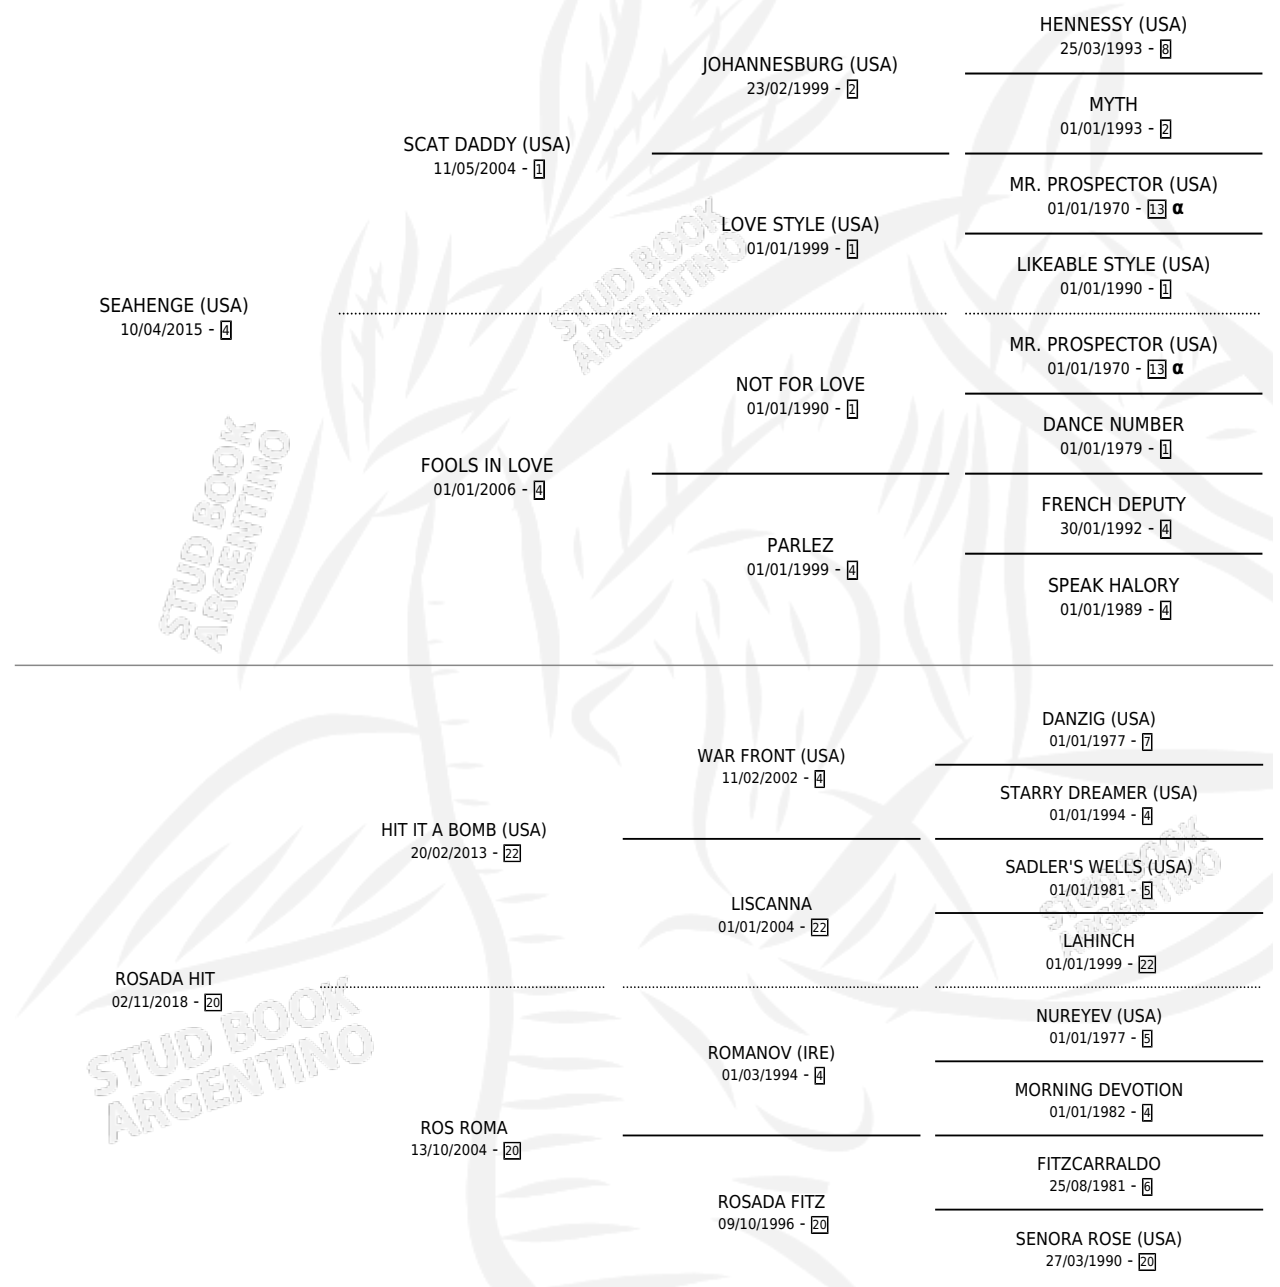 HENNESSY (USA)
25/03/1993 - 8
JOHANNESBURG (USA)
23/02/1999 - 2
MYTH
01/01/1993 - 2
SCAT DADDY (USA)
11/05/2004 - 1
MR. PROSPECTOR (USA)
01/01/1970 - 13 α
LOVE STYLE (USA)
01/01/1999 - 1
LIKEABLE STYLE (USA)
01/01/1990 - 1
SEAHENGE (USA)
10/04/2015 - 4
MR. PROSPECTOR (USA)
01/01/1970 - 13 α
NOT FOR LOVE
01/01/1990 - 1
DANCE NUMBER
01/01/1979 - 1
FOOLS IN LOVE
01/01/2006 - 4
FRENCH DEPUTY
30/01/1992 - 4
PARLEZ
01/01/1999 - 4
SPEAK HALORY
01/01/1989 - 4
STUD BOOK
ARGENTINO
STUD BOOK
ARGENTINO
DANZIG (USA)
01/01/1977 - 7
WAR FRONT (USA)
11/02/2002 - 4
STARRY DREAMER (USA)
01/01/1994 - 4
HIT IT A BOMB (USA)
20/02/2013 - 22
SADLER'S WELLS (USA)
01/01/1981 - 5
LISCANNA
01/01/2004 - 22
LAHINCH
01/01/1999 - 22
ROSADA HIT
02/11/2018 - 20
NUREYEV (USA)
01/01/1977 - 5
ROMANOV (IRE)
01/03/1994 - 4
MORNING DEVOTION
01/01/1982 - 4
ROS ROMA
13/10/2004 - 20
FITZCARRALDO
25/08/1981 - 6
ROSADA FITZ
09/10/1996 - 20
SENORA ROSE (USA)
27/03/1990 - 20
STUD BOOK
ARGENTINO
STUD BOOK
ARGENTINO